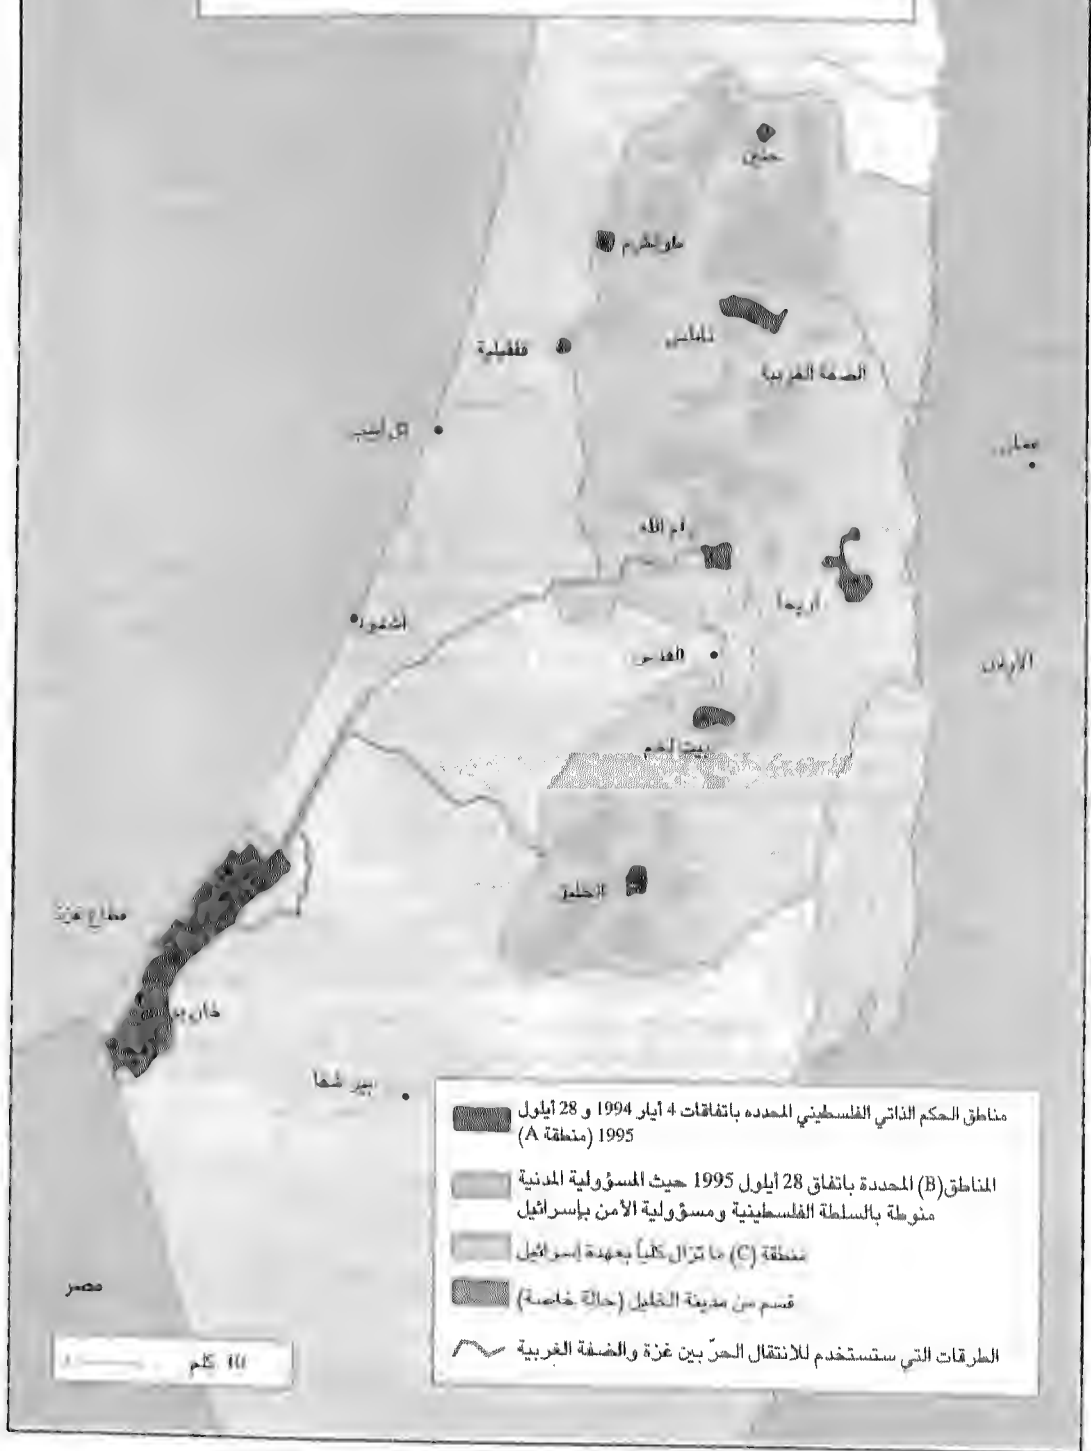 جنين
طولكرم
نابلس
قلقيلية
الضفة الغربية
تل أبيب
عمان
رام الله
أريحا
أشدود
القدس
الأردن
بيت لحم
الخليل
قطاع غزة
خان يونس
بير شبا
مناطق الحكم الذاتي الفلسطيني المحدده باتفاقات 4 أيار 1994 و 28 أيلول
1995 (منطقة A)
المناطق (B) المحددة باتفاق 28 أيلول 1995 حيث المسؤولية المدنية
منوطة بالسلطة الفلسطينية ومسؤولية الأمن بإسرائيل
منطقة (C) ما تزال كلياً بعهدة إسرائيل
قسم من مدينة الخليل (حالة خاصة)
الطرقات التي ستستخدم للانتقال الحرّ بين غزة والضفة الغربية
مصر
10 كلم